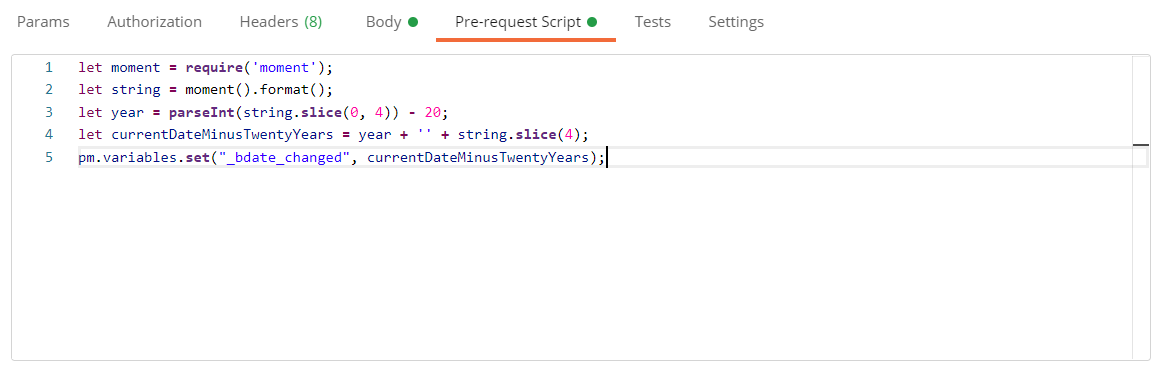 Params Authorization Headers (8) Body Pre-request Script Tests Settings
1 let moment = require('moment');
2 let string = moment().format();
3 let year = parseInt(string.slice(0, 4)) - 20;
4 let currentDateMinusTwentyYears = year + '' + string.slice(4);
5 pm.variables.set("_bdate_changed", currentDateMinusTwentyYears);